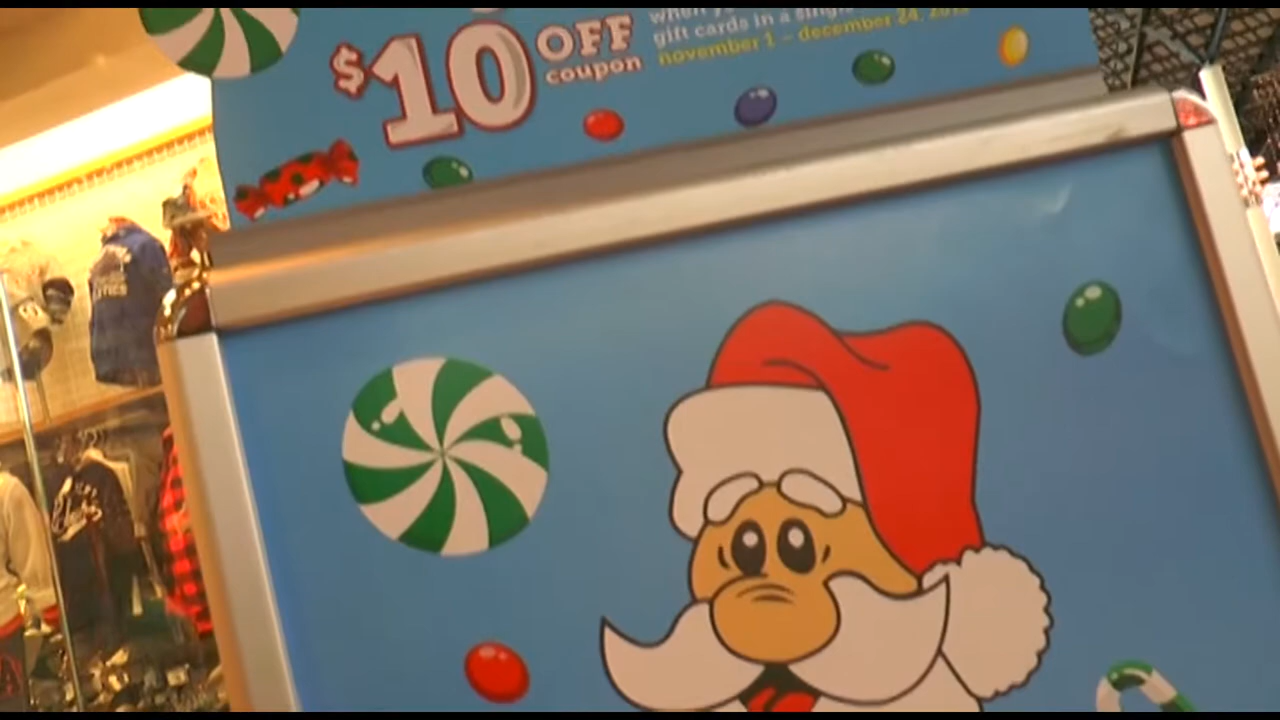 $10 OFF
coupon
gift cards in a single
november 1 - december 24,